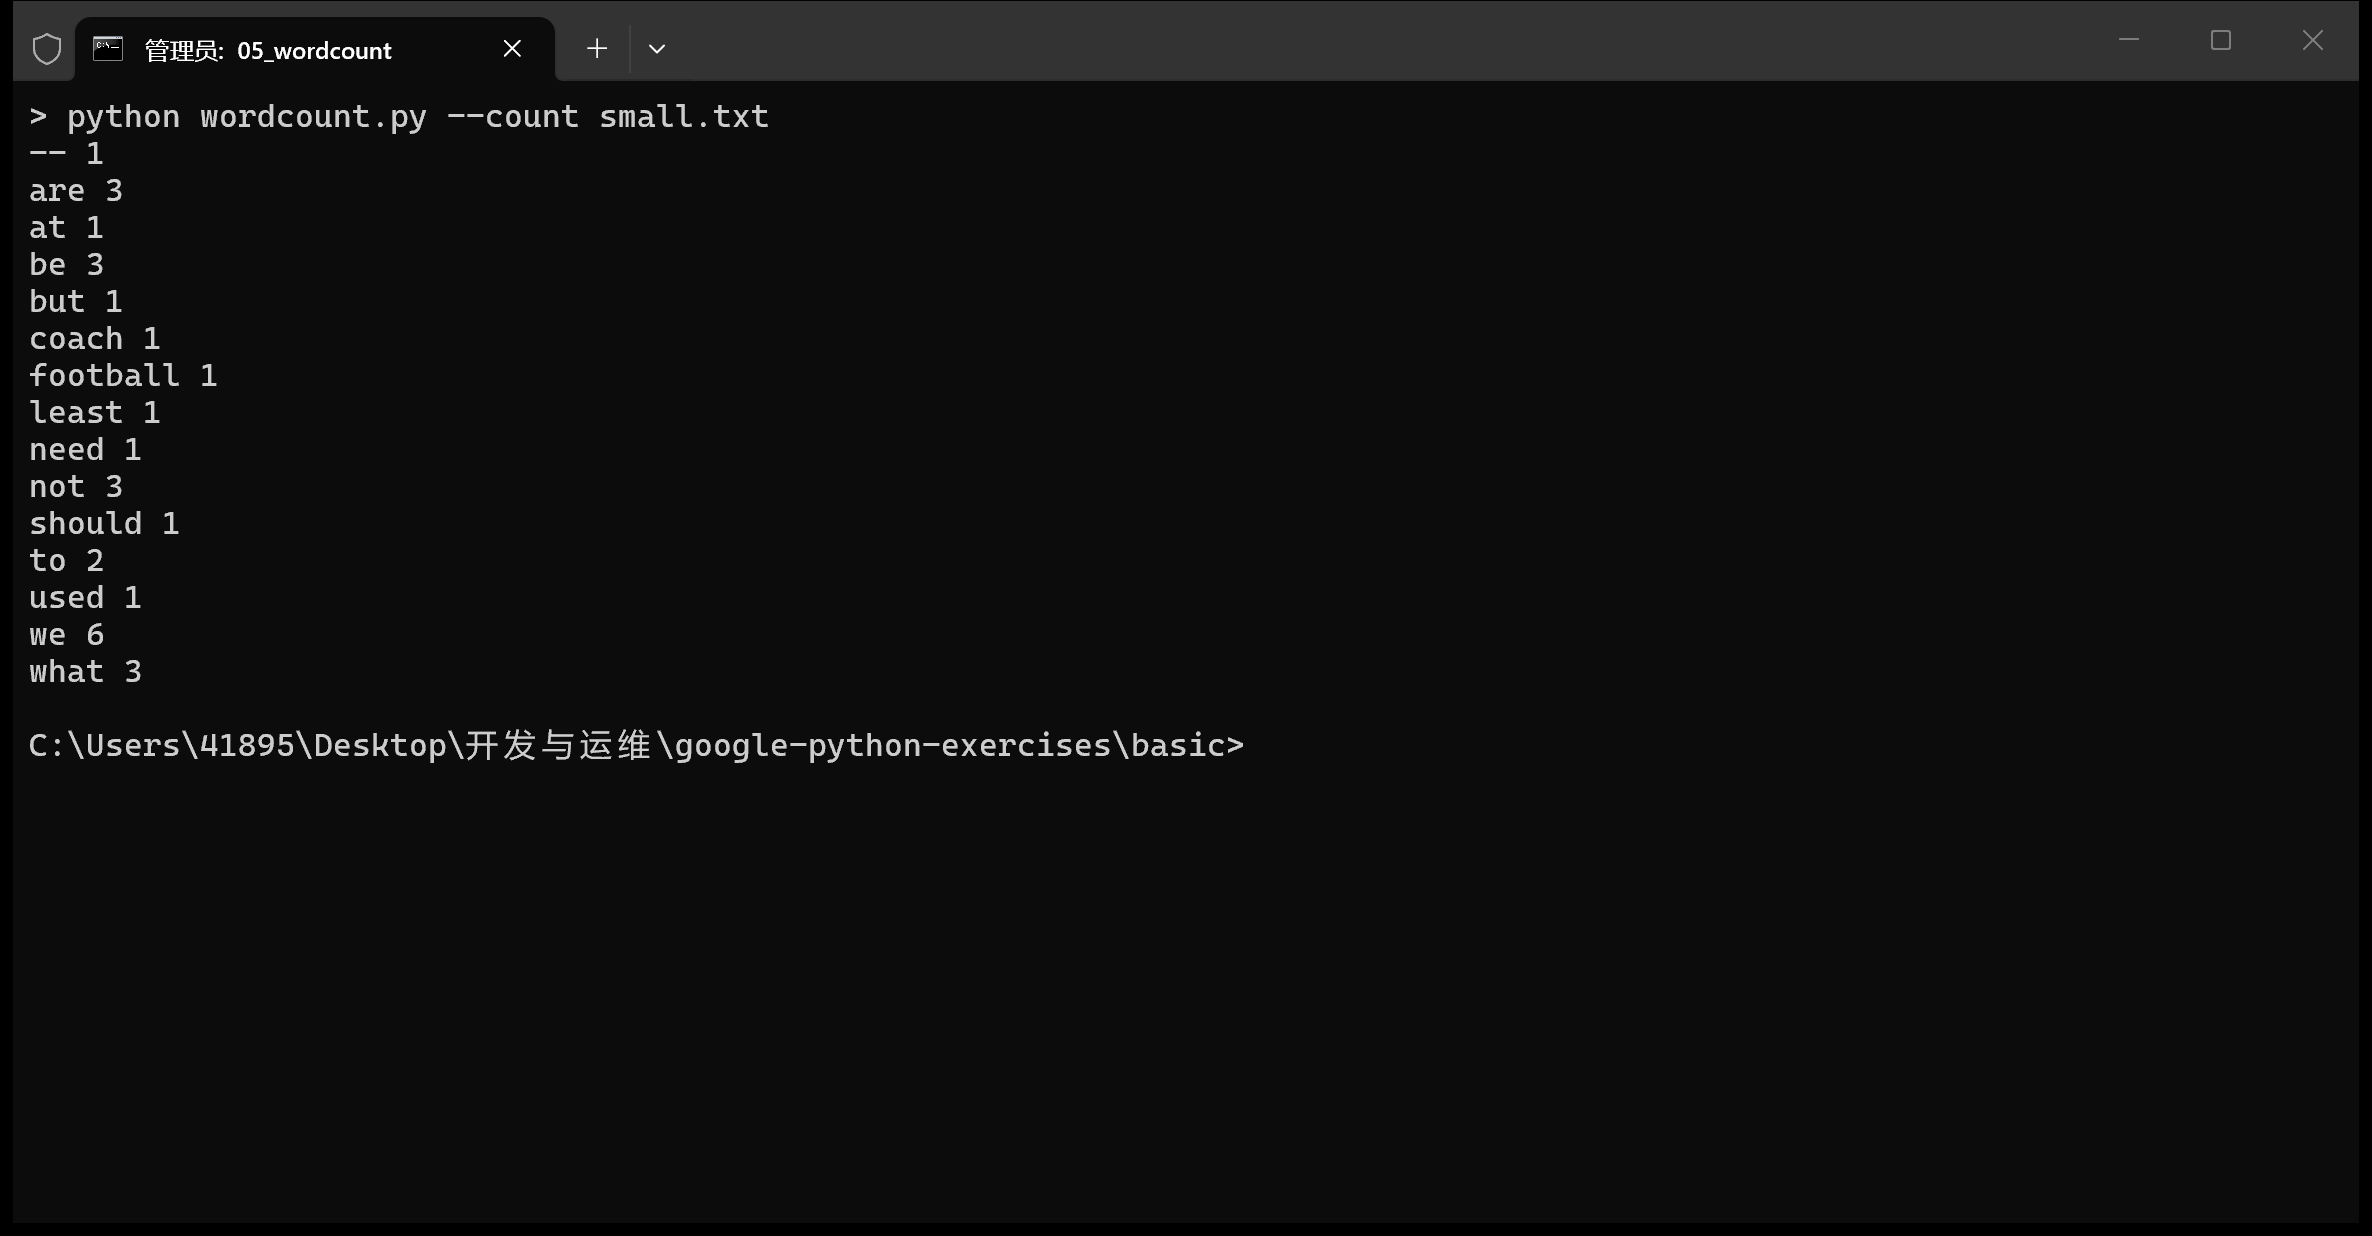 管理员: 05_wordcount
> python wordcount.py --count small.txt
-- 1
are 3
at 1
be 3
but 1
coach 1
football 1
least 1
need 1
not 3
should 1
to 2
used 1
we 6
what 3
C:\Users\41895\Desktop\开发与运维\google-python-exercises\basic>